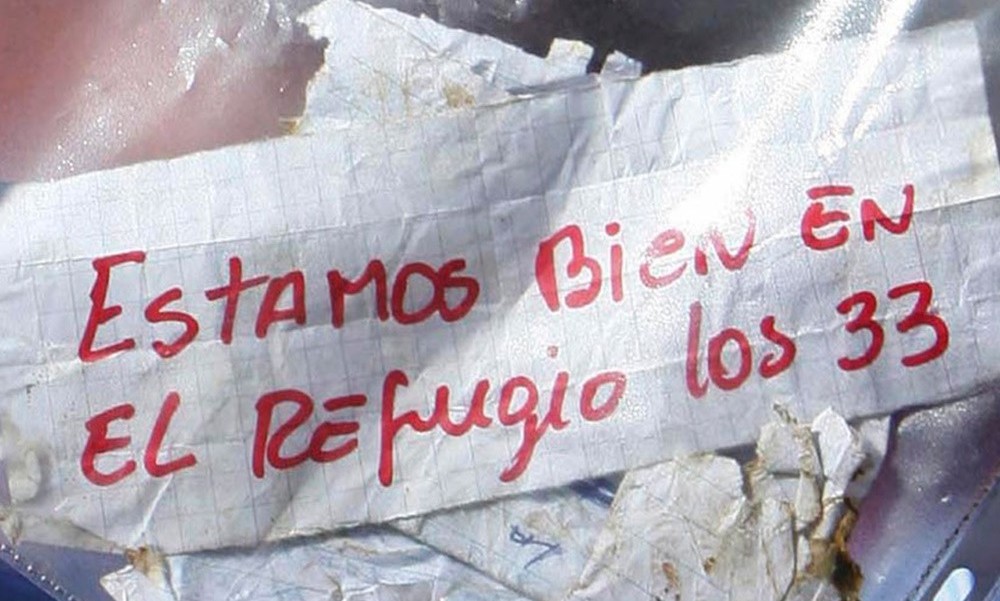 ESTAMOS BiEN EN
EL REfugio los 33